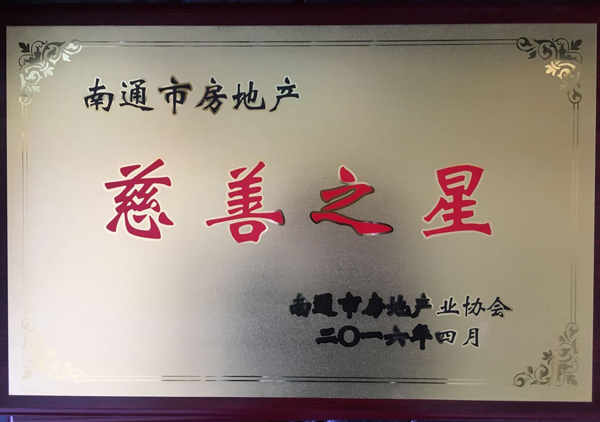 南通市房地产
慈善之星
南通市房地产业协会
二〇一六年四月